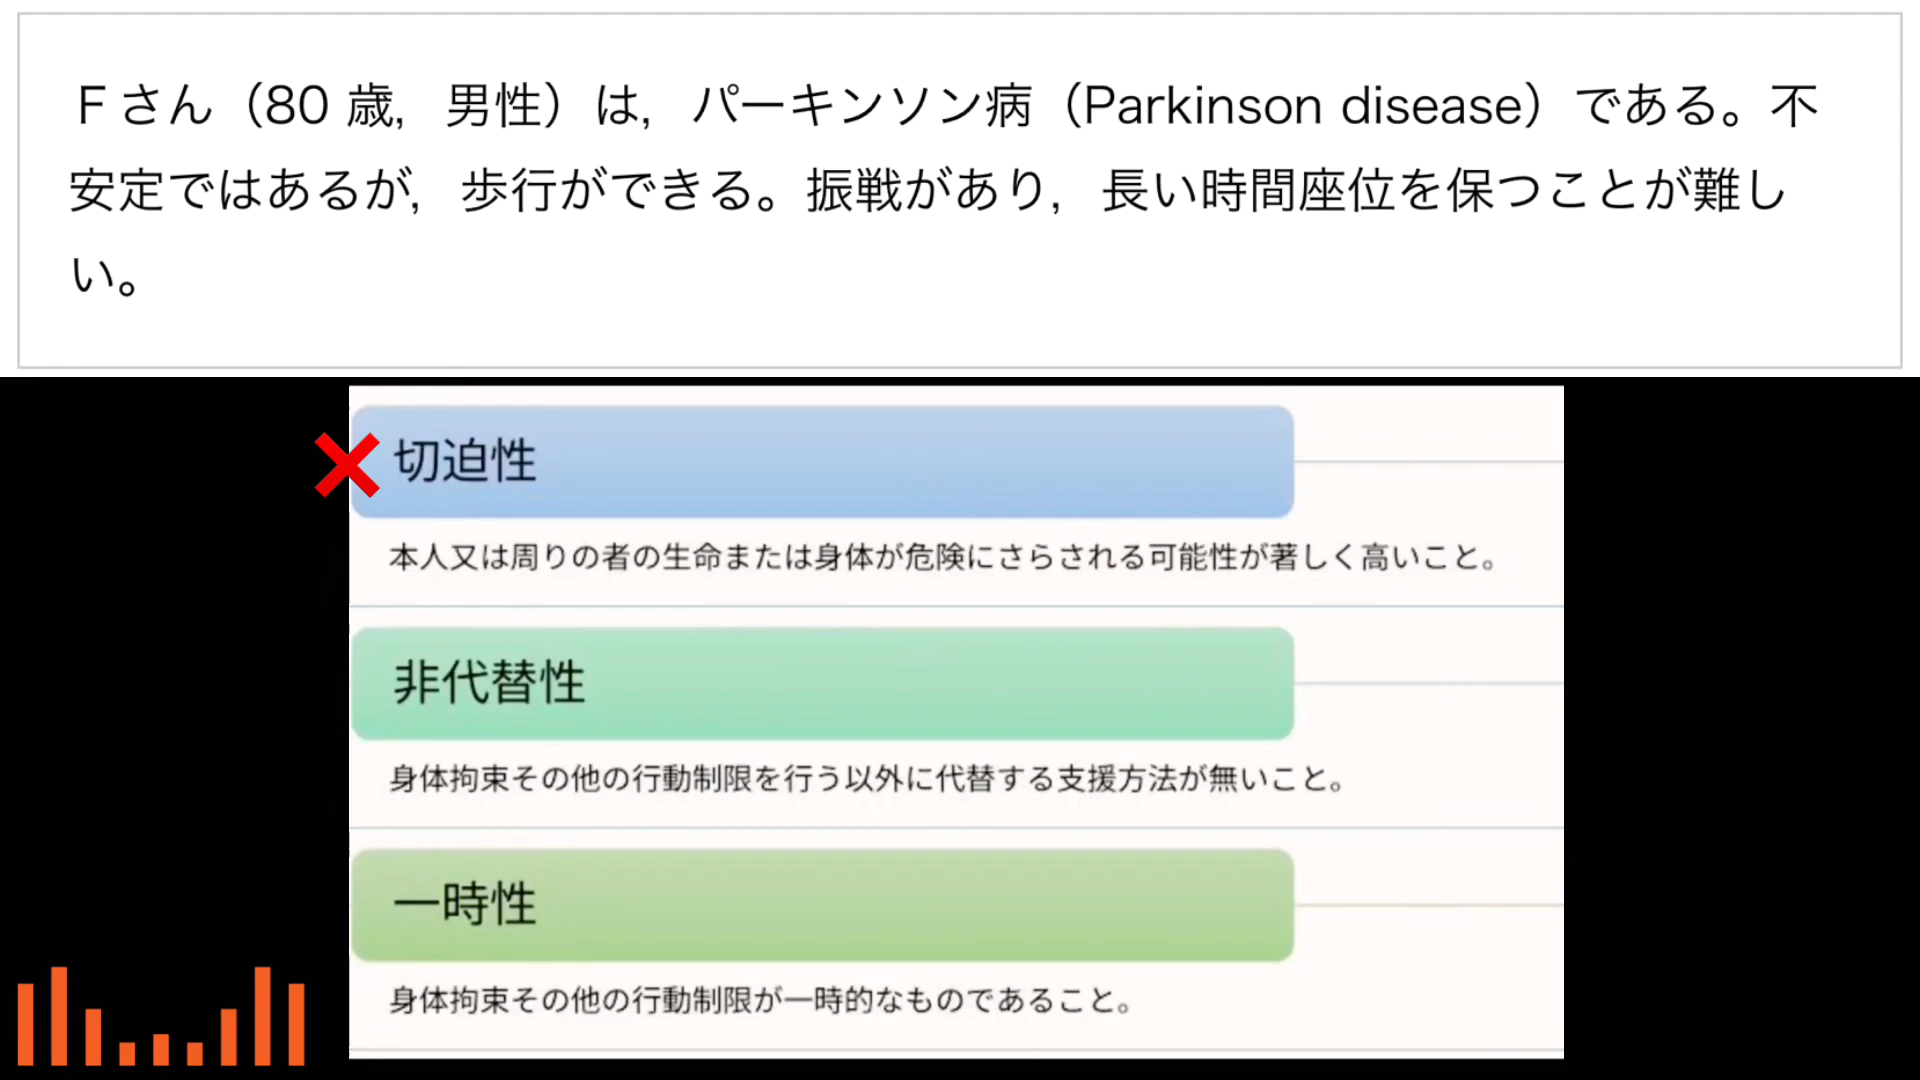 Ｆさん（80 歳，男性）は，パーキンソン病（Parkinson disease）である。不
安定ではあるが，歩行ができる。振戦があり，長い時間座位を保つことが難し
い。
切迫性
本人又は周りの者の生命または身体が危険にさらされる可能性が著しく高いこと。
非代替性
身体拘束その他の行動制限を行う以外に代替する支援方法が無いこと。
一時性
身体拘束その他の行動制限が一時的なものであること。